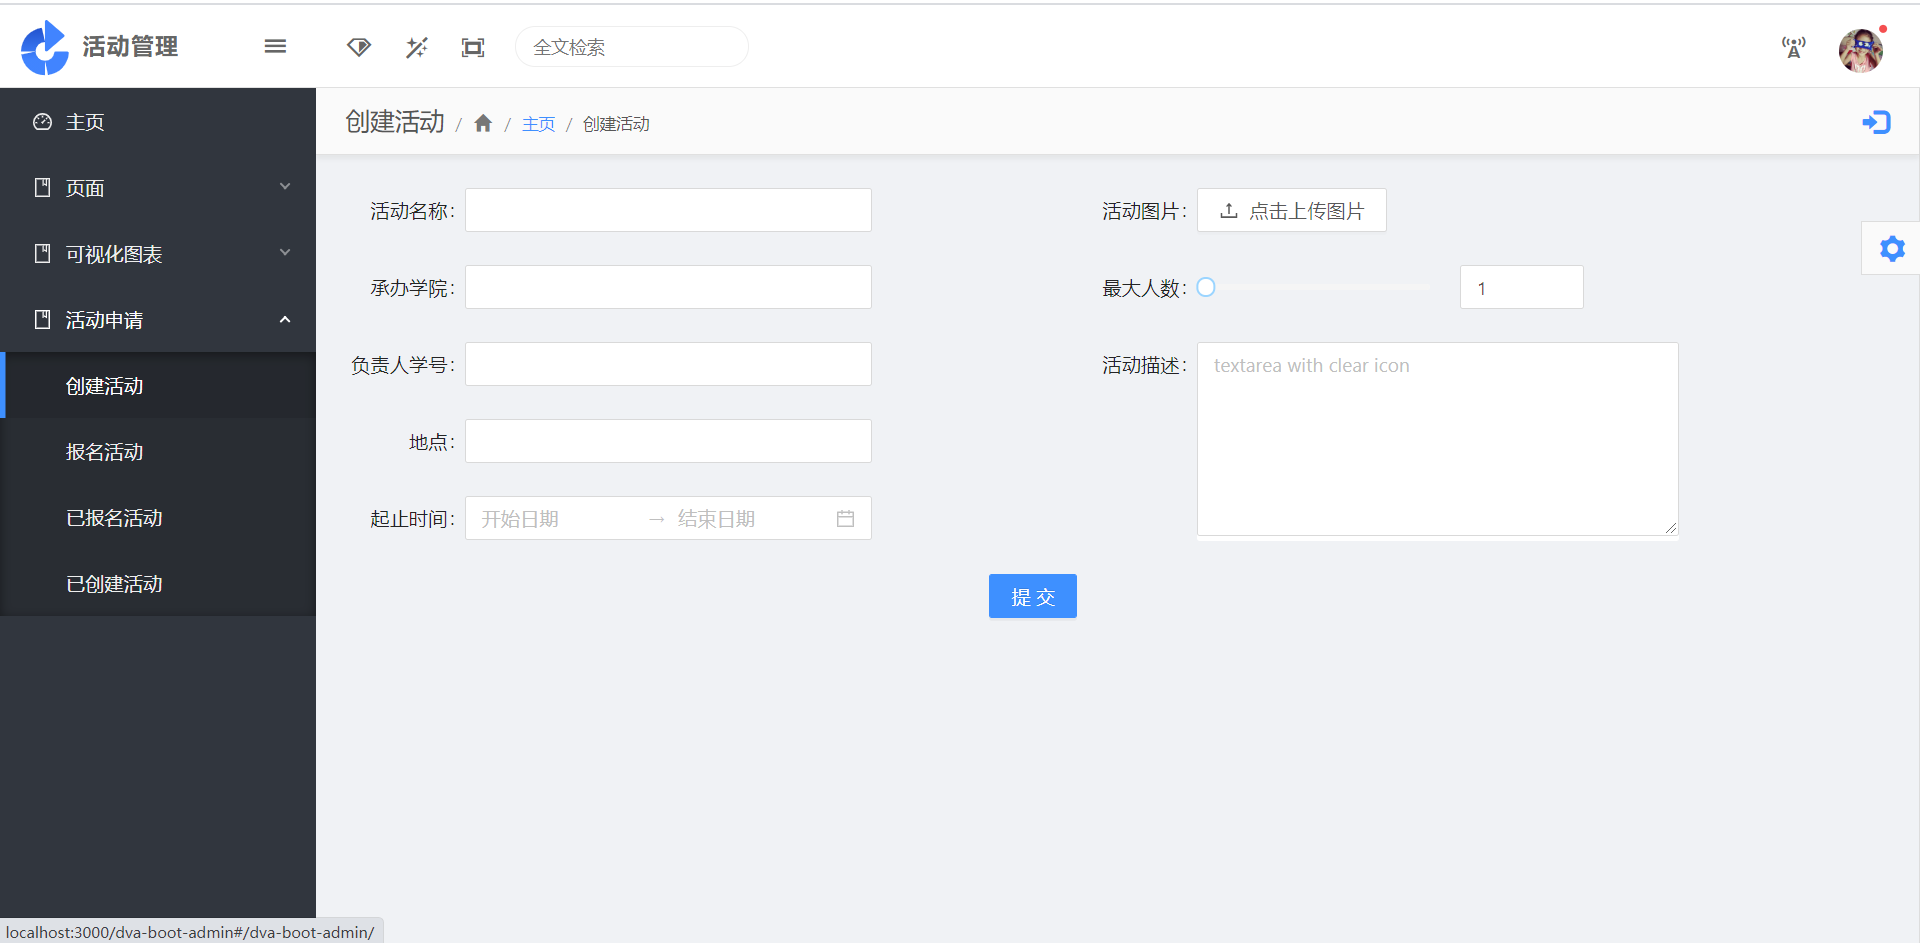 活动管理
全文检索
主页
页面
可视化图表
活动申请
创建活动
报名活动
已报名活动
已创建活动
创建活动 / / 主页 / 创建活动
活动名称:
承办学院:
负责人学号:
地点:
起止时间: 开始日期 → 结束日期
活动图片: 点击上传图片
最大人数: 1
活动描述: textarea with clear icon
提 交
localhost:3000/dva-boot-admin#/dva-boot-admin/